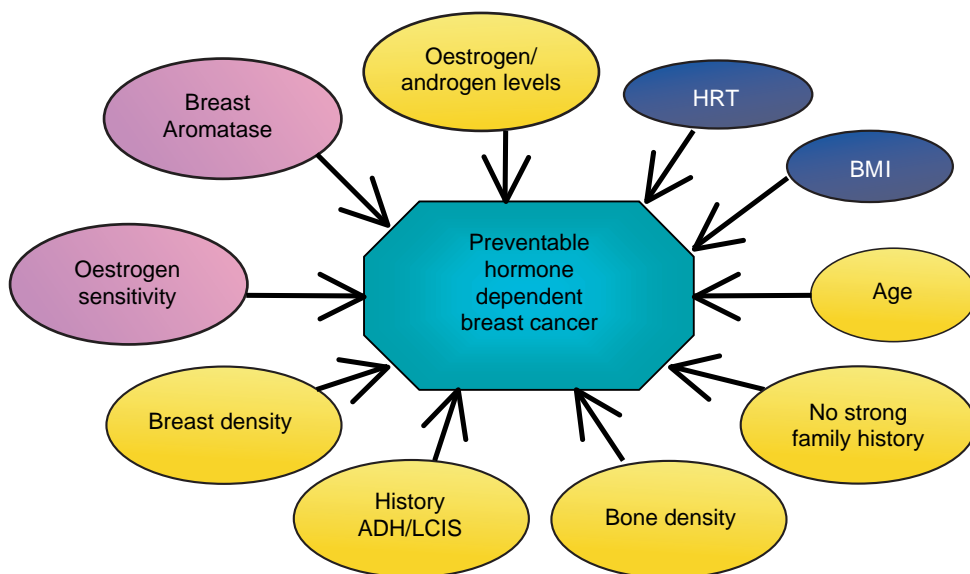 Oestrogen/
androgen levels
HRT
BMI
Age
No strong
family history
Bone density
History
ADH/LCIS
Breast density
Oestrogen
sensitivity
Breast
Aromatase
Preventable
hormone
dependent
breast cancer